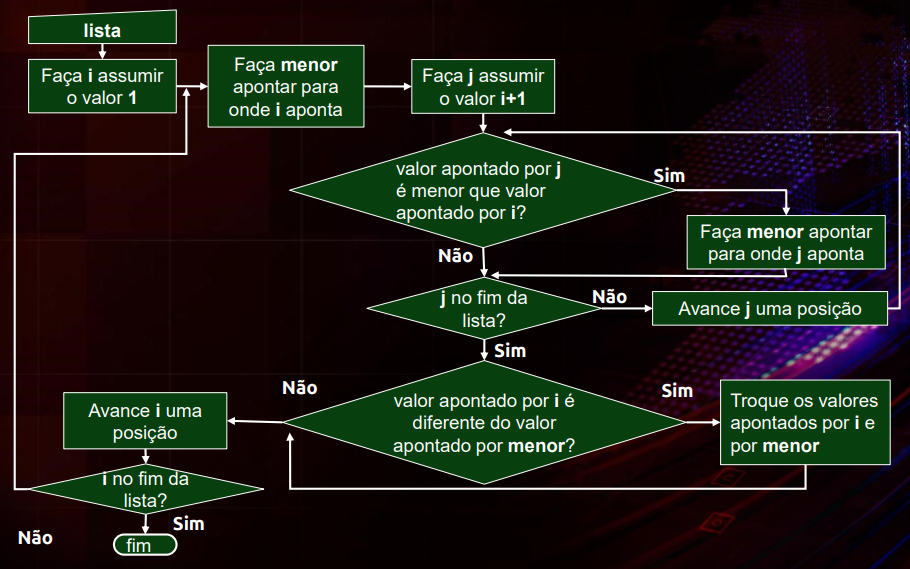 lista
Faça i assumir
o valor 1
Faça menor
apontar para
onde i aponta
Faça j assumir
o valor i+1
valor apontado por j
é menor que valor
apontado por i?
Sim
Faça menor apontar
para onde j aponta
Não
j no fim da
lista?
Não
Avance j uma posição
Sim
valor apontado por i é
diferente do valor
apontado por menor?
Sim
Troque os valores
apontados por i e
por menor
Não
Avance i uma
posição
i no fim da
lista?
Não
Sim
fim